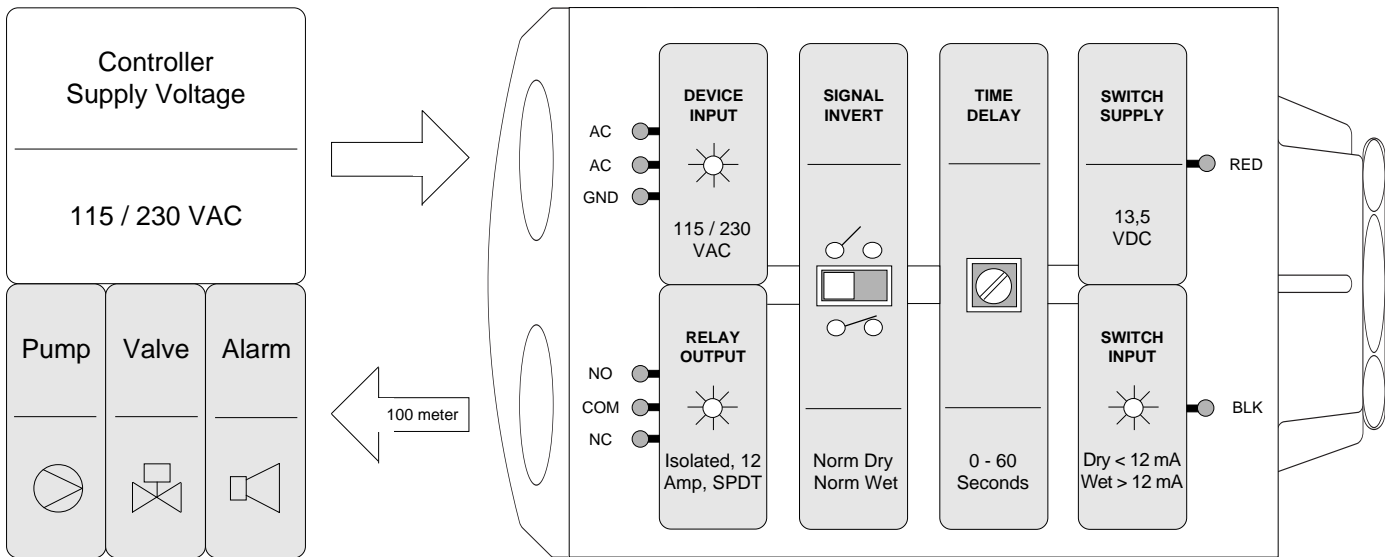 Controller
Supply Voltage
115 / 230 VAC
Pump
Valve
Alarm
100 meter
AC
AC
GND
NO
COM
NC
DEVICE
INPUT
115 / 230
VAC
RELAY
OUTPUT
Isolated, 12
Amp, SPDT
SIGNAL
INVERT
Norm Dry
Norm Wet
TIME
DELAY
0 - 60
Seconds
SWITCH
SUPPLY
13,5
VDC
SWITCH
INPUT
Dry < 12 mA
Wet > 12 mA
RED
BLK